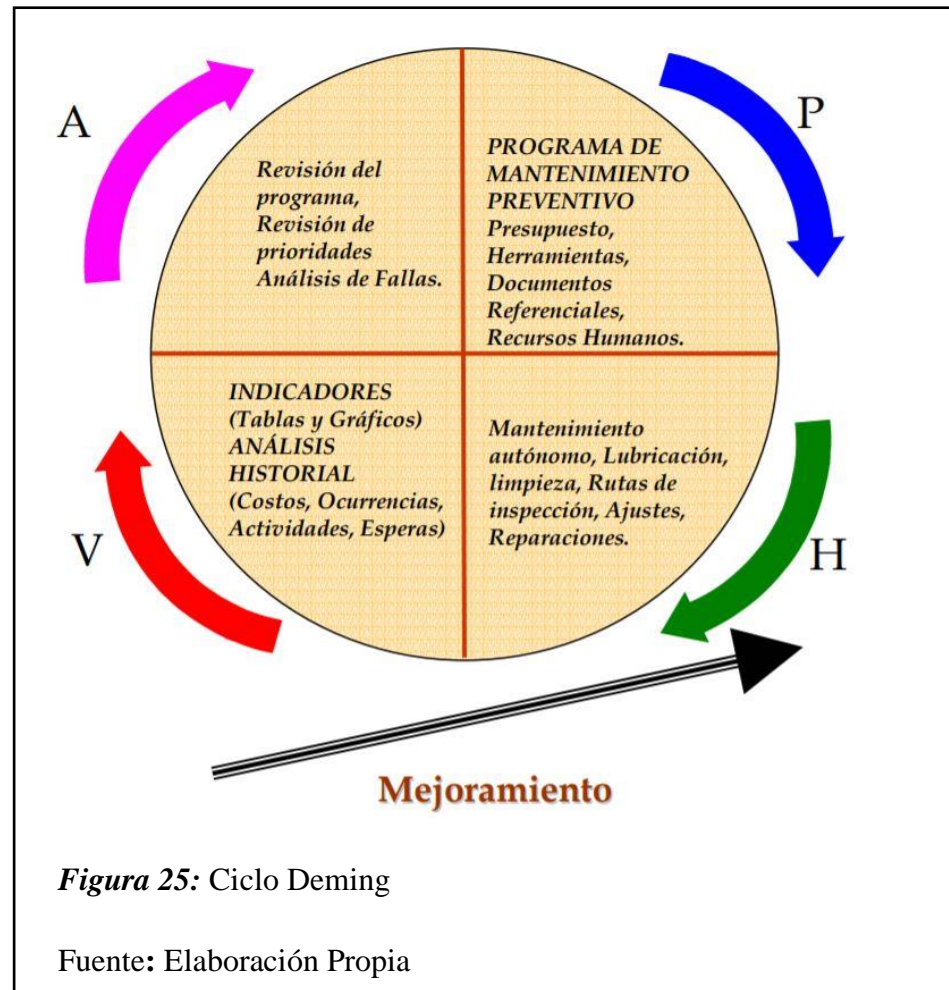 A
Revisión del
programa,
Revisión de
prioridades
Análisis de Fallas.
P
PROGRAMA DE
MANTENIMIENTO
PREVENTIVO
Presupuesto,
Herramientas,
Documentos
Referenciales,
Recursos Humanos.
V
INDICADORES
(Tablas y Gráficos)
ANÁLISIS
HISTORIAL
(Costos, Ocurrencias,
Actividades, Esperas)
H
Mantenimiento
autónomo, Lubricación,
limpieza, Rutas de
inspección, Ajustes,
Reparaciones.
Mejoramiento
Figura 25: Ciclo Deming
Fuente: Elaboración Propia